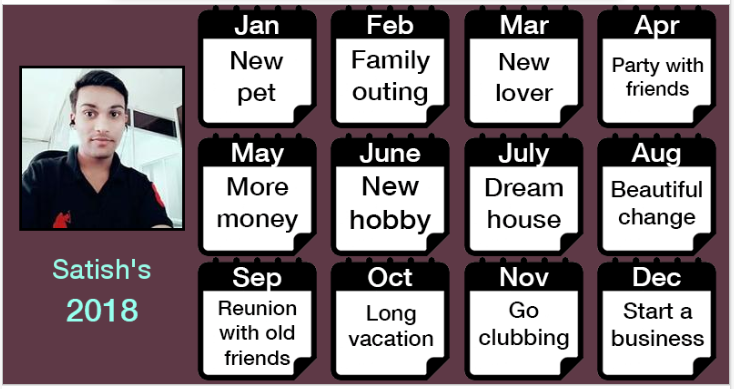 Jan
New
pet
Feb
Family
outing
Mar
New
lover
Apr
Party with
friends
May
More
money
June
New
hobby
July
Dream
house
Aug
Beautiful
change
Satish's
2018
Sep
Reunion
with old
friends
Oct
Long
vacation
Nov
Go
clubbing
Dec
Start a
business